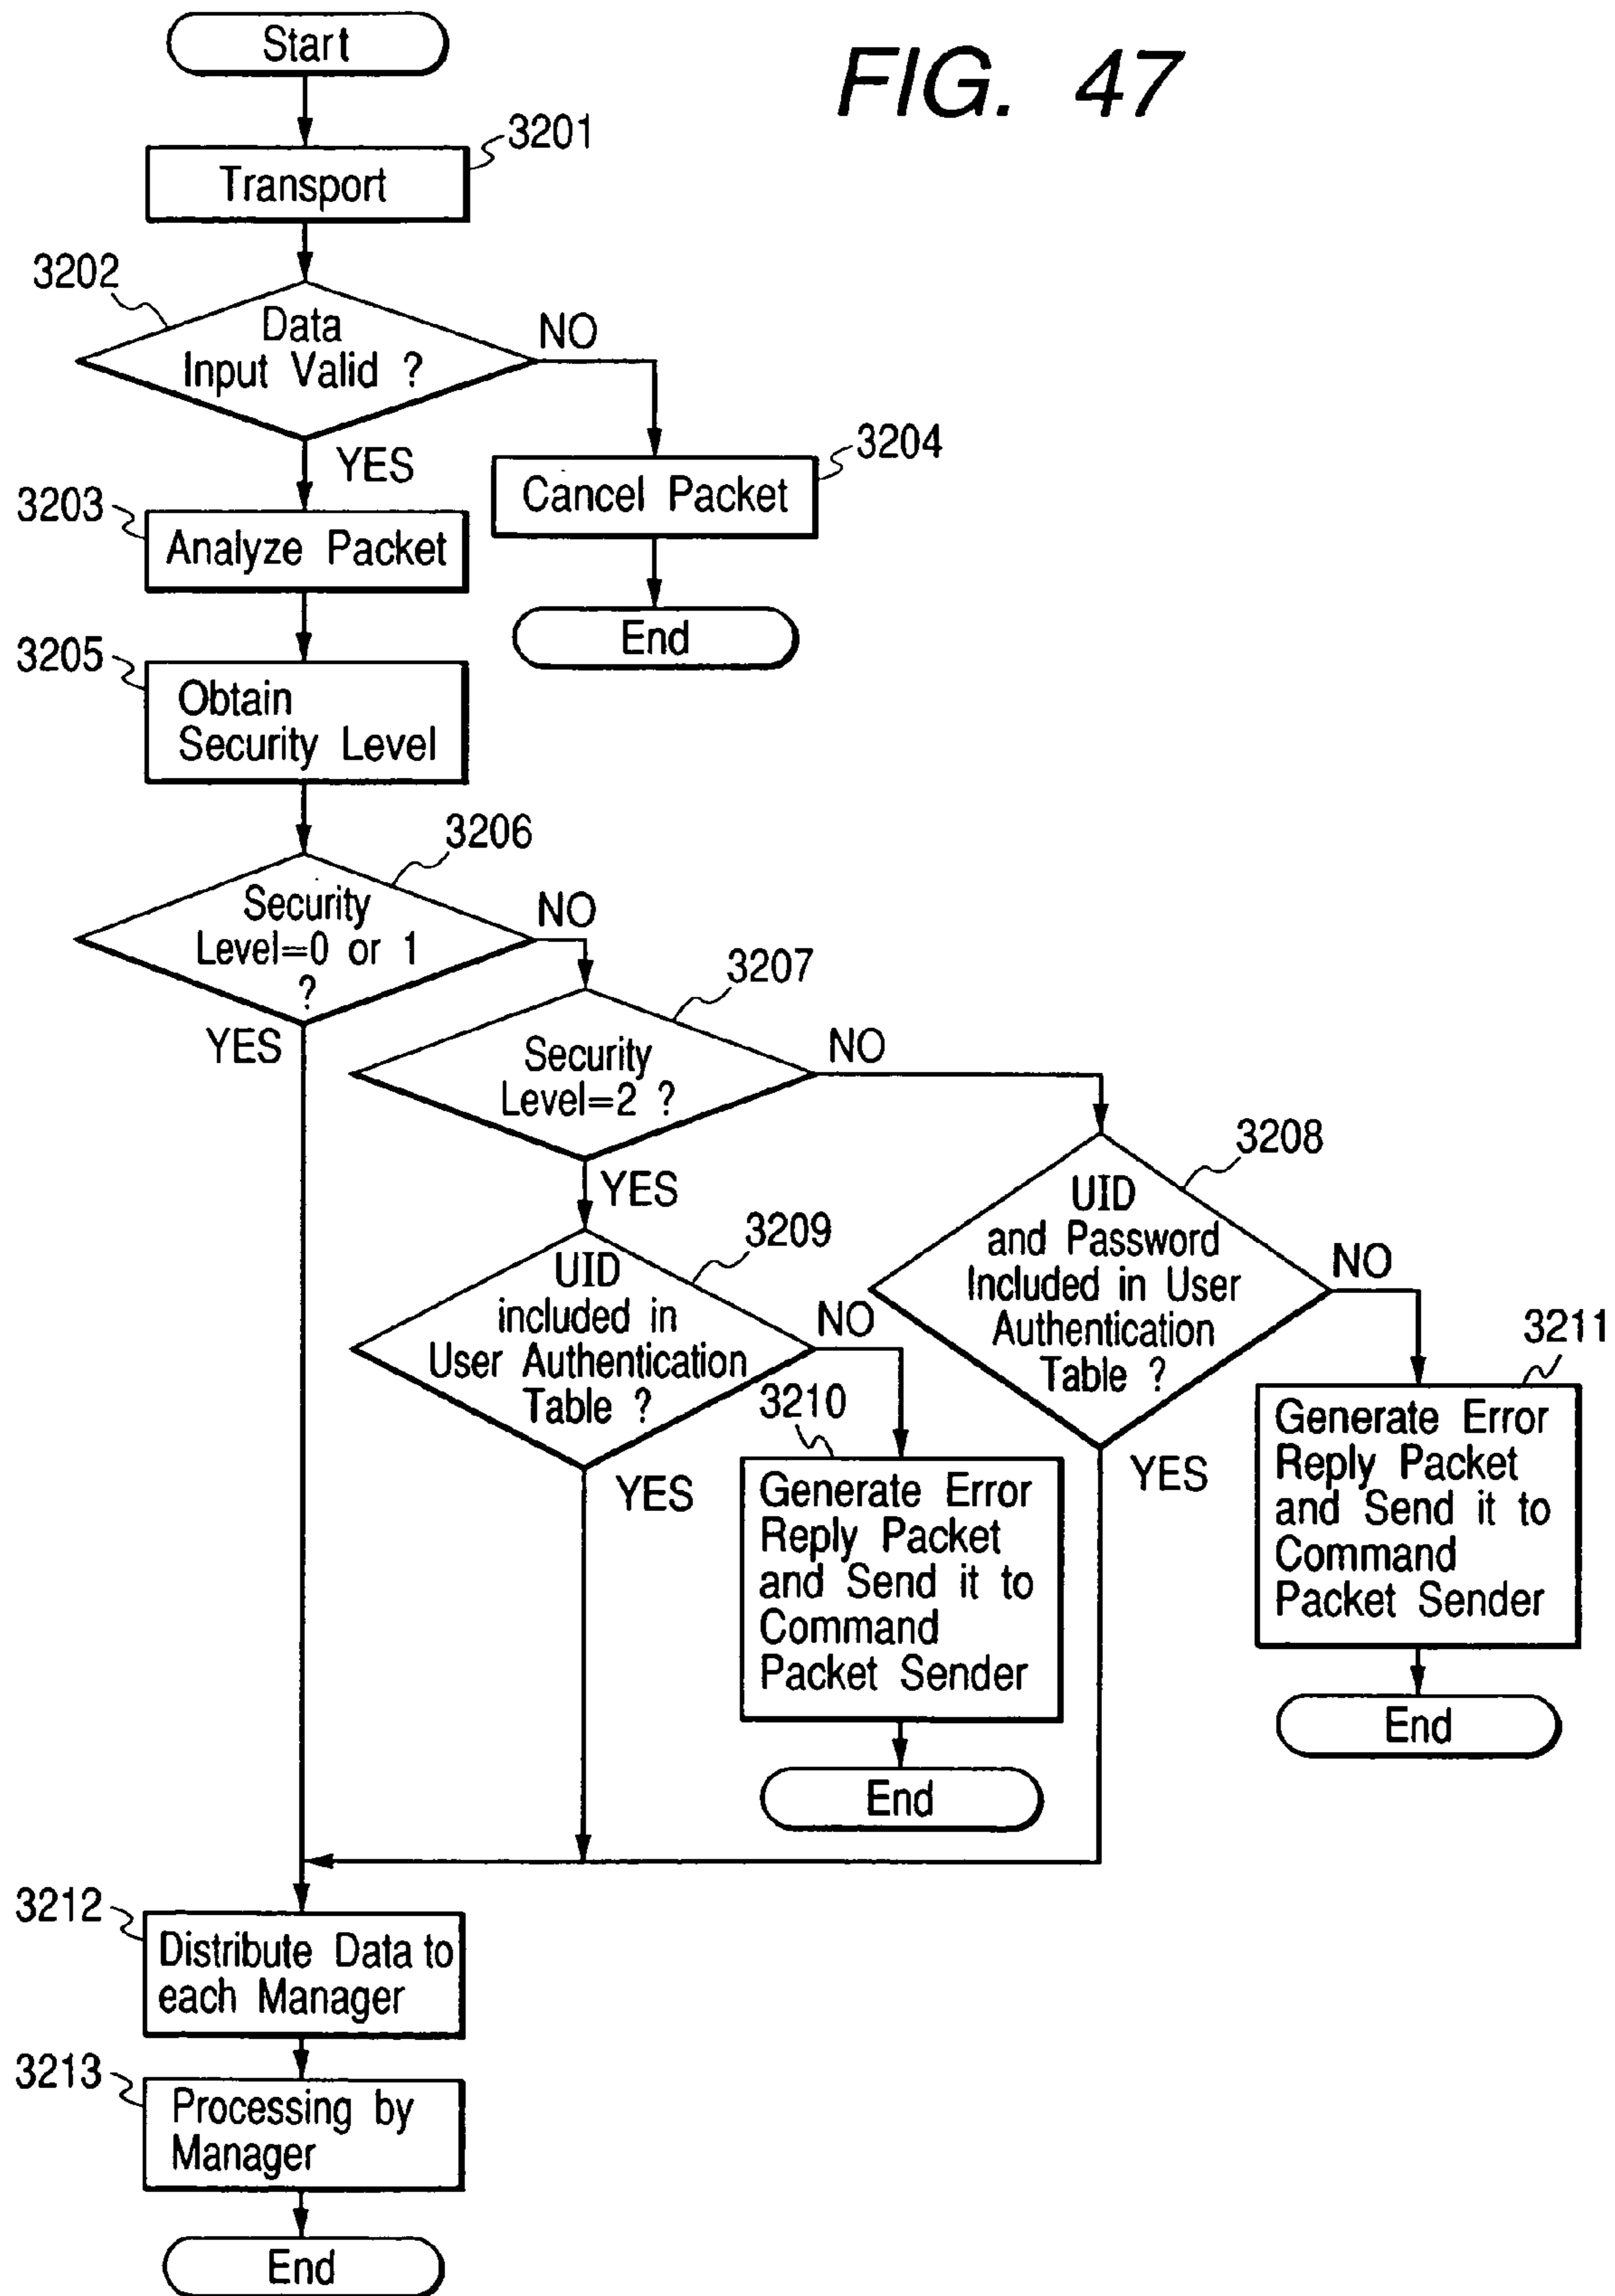 FIG. 47
Start
3201
Transport
3202
Data
Input Valid ?
NO
YES
3204
Cancel Packet
End
3203
Analyze Packet
3205
Obtain
Security Level
3206
Security
Level=0 or 1
?
NO
YES
3207
Security
Level=2 ?
NO
YES
3208
UID
and Password
Included in User
Authentication
Table ?
NO
YES
3209
UID
included in
User Authentication
Table ?
NO
YES
3210
Generate Error
Reply Packet
and Send it to
Command
Packet Sender
End
3211
Generate Error
Reply Packet
and Send it to
Command
Packet Sender
End
3212
Distribute Data to
each Manager
3213
Processing by
Manager
End